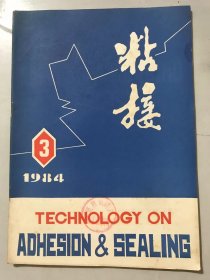 粘
接
3
1984
TECHNOLOGY ON
ADHESION & SEALING